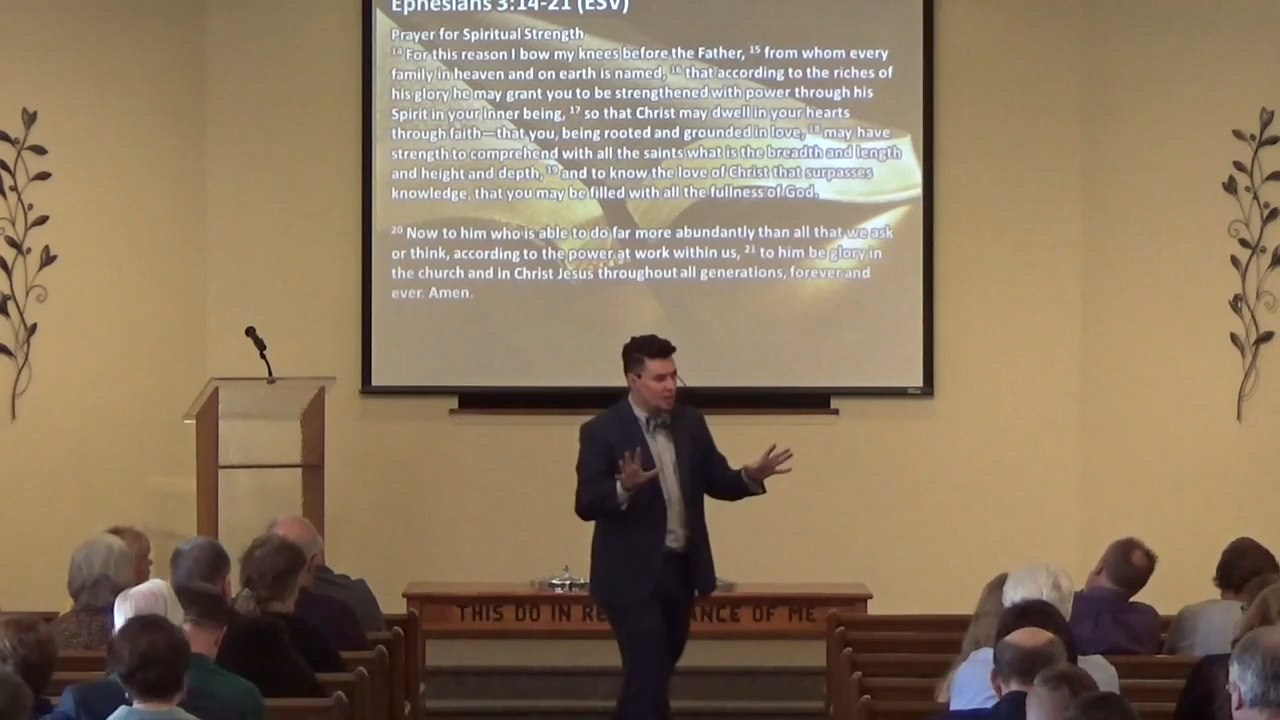 Ephesians 3:14-21 (ESV)
Prayer for Spiritual Strength
14 For this reason I bow my knees before the Father, 15 from whom every
family in heaven and on earth is named, 16 that according to the riches of
his glory he may grant you to be strengthened with power through his
Spirit in your inner being, 17 so that Christ may dwell in your hearts
through faith—that you, being rooted and grounded in love, 18 may have
strength to comprehend with all the saints what is the breadth and length
and height and depth, 19 and to know the love of Christ that surpasses
knowledge, that you may be filled with all the fullness of God.
20 Now to him who is able to do far more abundantly than all that we ask
or think, according to the power at work within us, 21 to him be glory in
the church and in Christ Jesus throughout all generations, forever and
ever. Amen.
THIS DO IN RE ANCE OF ME